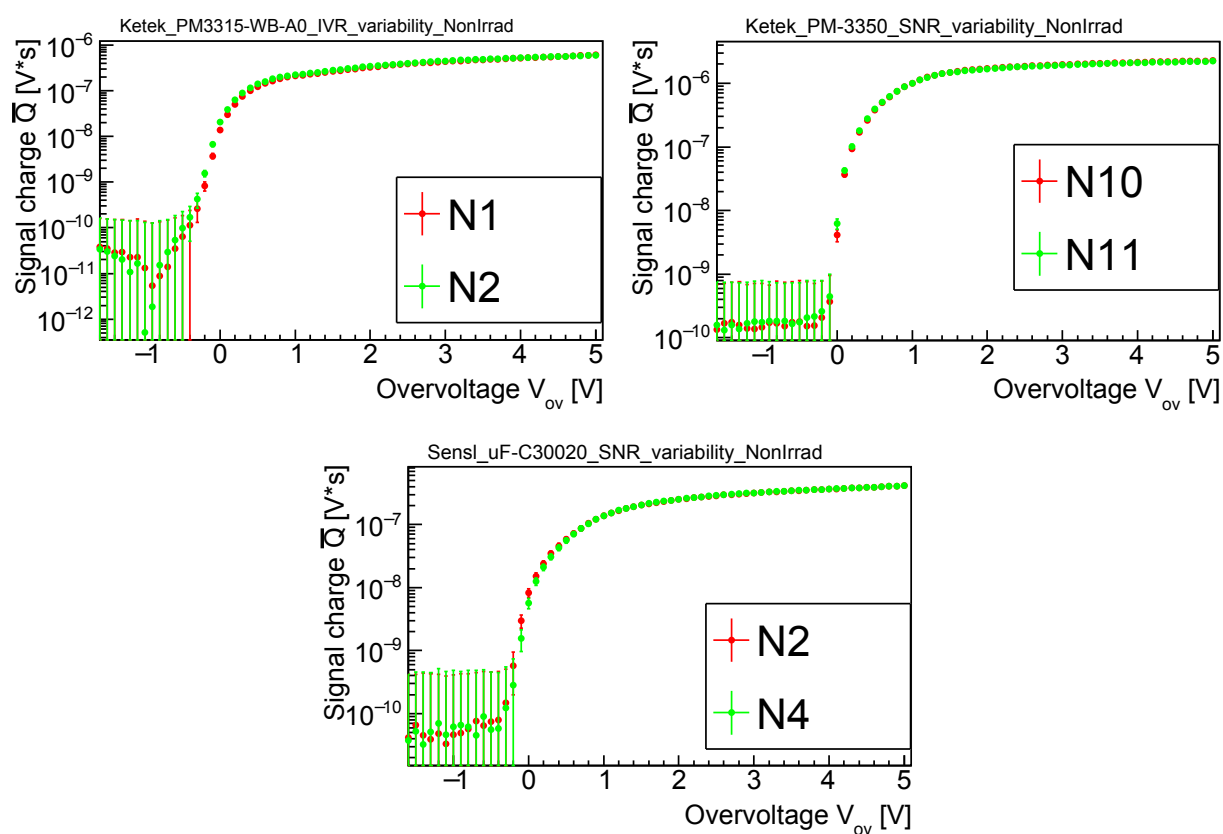 Ketek_PM3315-WB-A0_IVR_variability_NonIrrad
Signal charge Q̅ [V*s]
10⁻⁶
10⁻⁷
10⁻⁸
10⁻⁹
10⁻¹⁰
10⁻¹¹
10⁻¹²
N1
N2
−1 0 1 2 3 4 5
Overvoltage V_ov [V]
Ketek_PM-3350_SNR_variability_NonIrrad
Signal charge Q̅ [V*s]
10⁻⁶
10⁻⁷
10⁻⁸
10⁻⁹
10⁻¹⁰
N10
N11
−1 0 1 2 3 4 5
Overvoltage V_ov [V]
Sensl_uF-C30020_SNR_variability_NonIrrad
Signal charge Q̅ [V*s]
10⁻⁷
10⁻⁸
10⁻⁹
10⁻¹⁰
N2
N4
−1 0 1 2 3 4 5
Overvoltage V_ov [V]